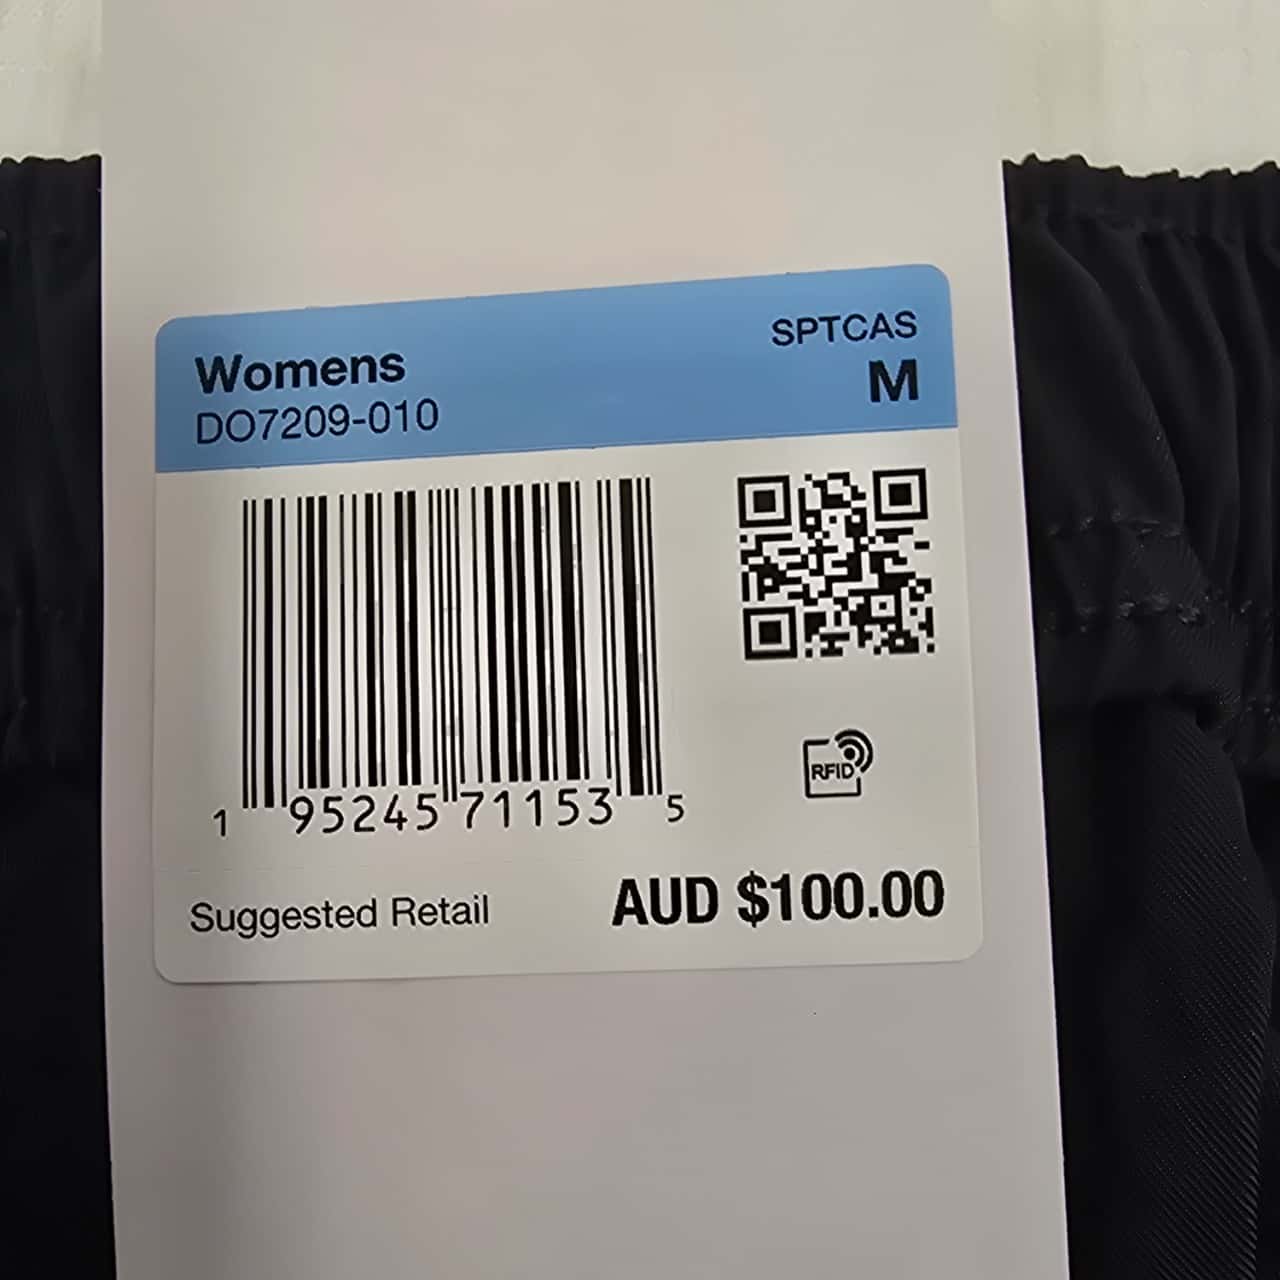 Womens
SPTCAS
DO7209-010
M
1 95245 71153 5
RFID
Suggested Retail
AUD $100.00